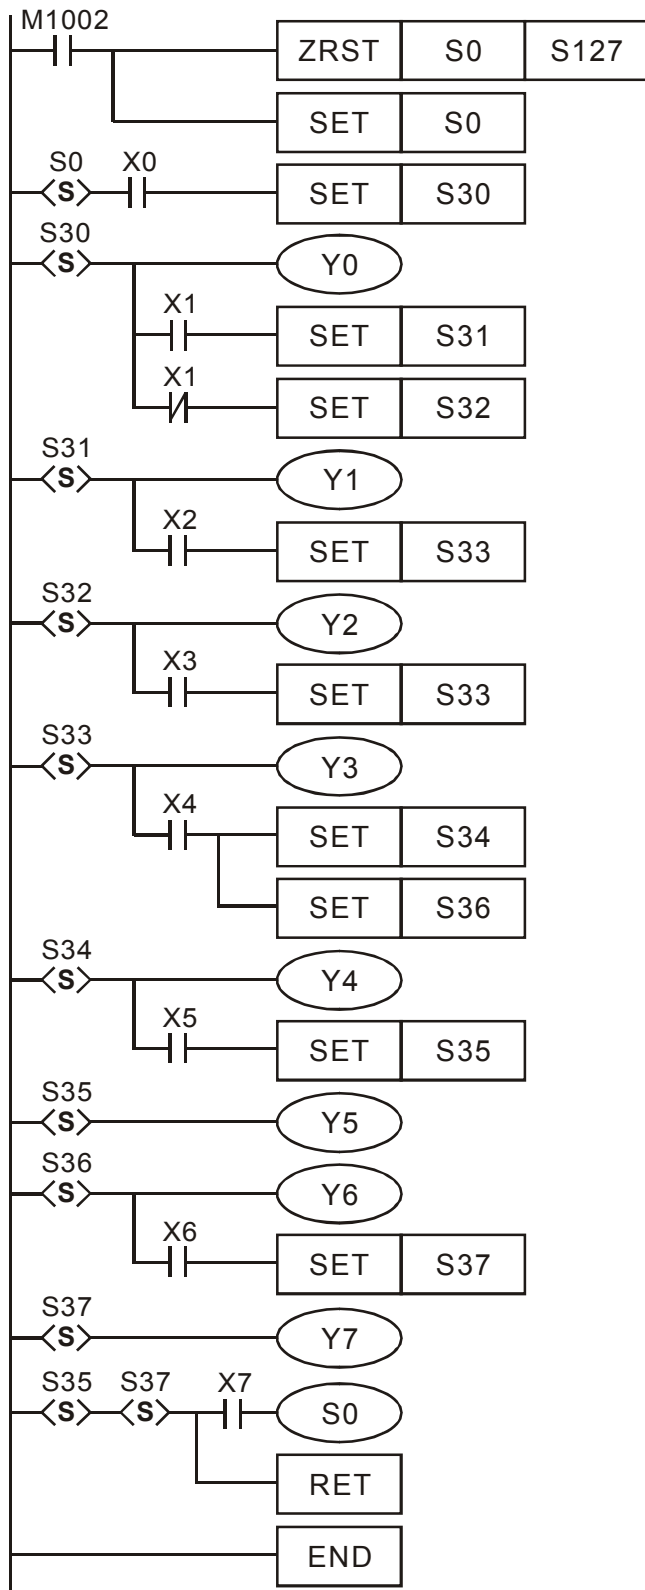 M1002
ZRST S0 S127
SET S0
S0 X0
S SET S30
S30
S Y0
X1
SET S31
X1
SET S32
S31
S Y1
X2
SET S33
S32
S Y2
X3
SET S33
S33
S Y3
X4
SET S34
SET S36
S34
S Y4
X5
SET S35
S35
S Y5
S36
S Y6
X6
SET S37
S37
S Y7
S35 S37 X7
S S S0
RET
END